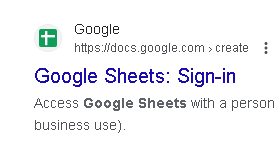 Google
https://docs.google.com › create
Google Sheets: Sign-in
Access Google Sheets with a person
business use).